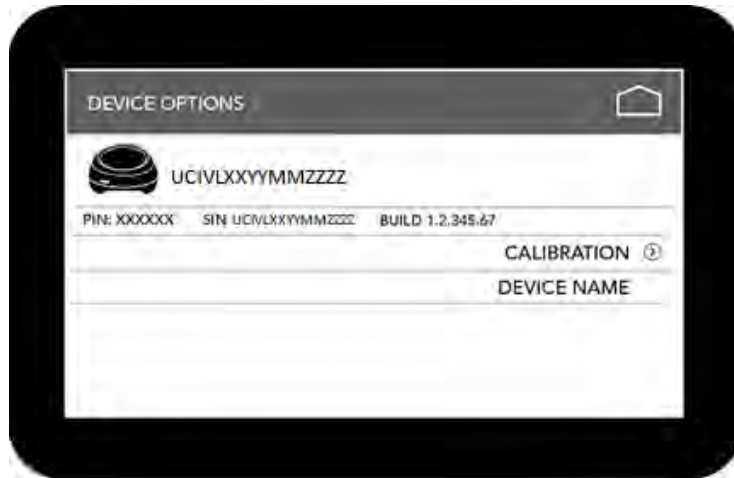 DEVICE OPTIONS
UCIVLXXYYMMZZZZ
PIN: XXXXXX SIN UCIVLXXYYMMZZZZ BUILD 1.2.345.67
CALIBRATION
DEVICE NAME